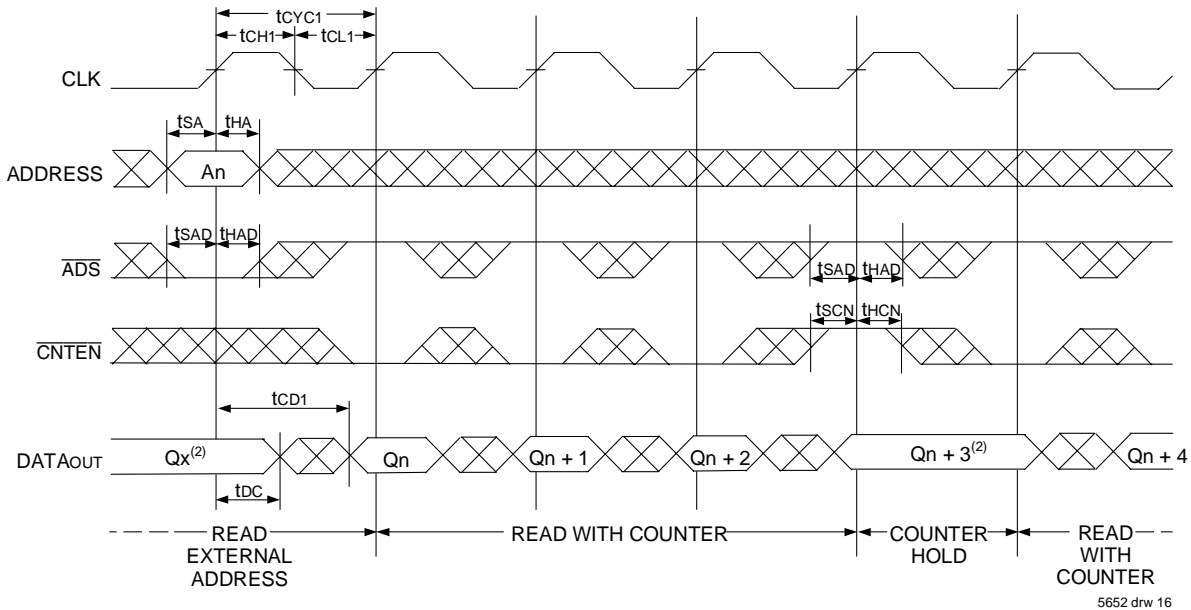 tCYC1
tCH1 tCL1
CLK
tSA tHA
ADDRESS An
tSAD tHAD
ADS
tSAD tHAD
tSCN tHCN
CNTEN
tCD1
DATAOUT Qx(2) Qn Qn + 1 Qn + 2 Qn + 3(2) Qn + 4
tDC
READ EXTERNAL ADDRESS
READ WITH COUNTER
COUNTER HOLD
READ WITH COUNTER
5652 drw 16